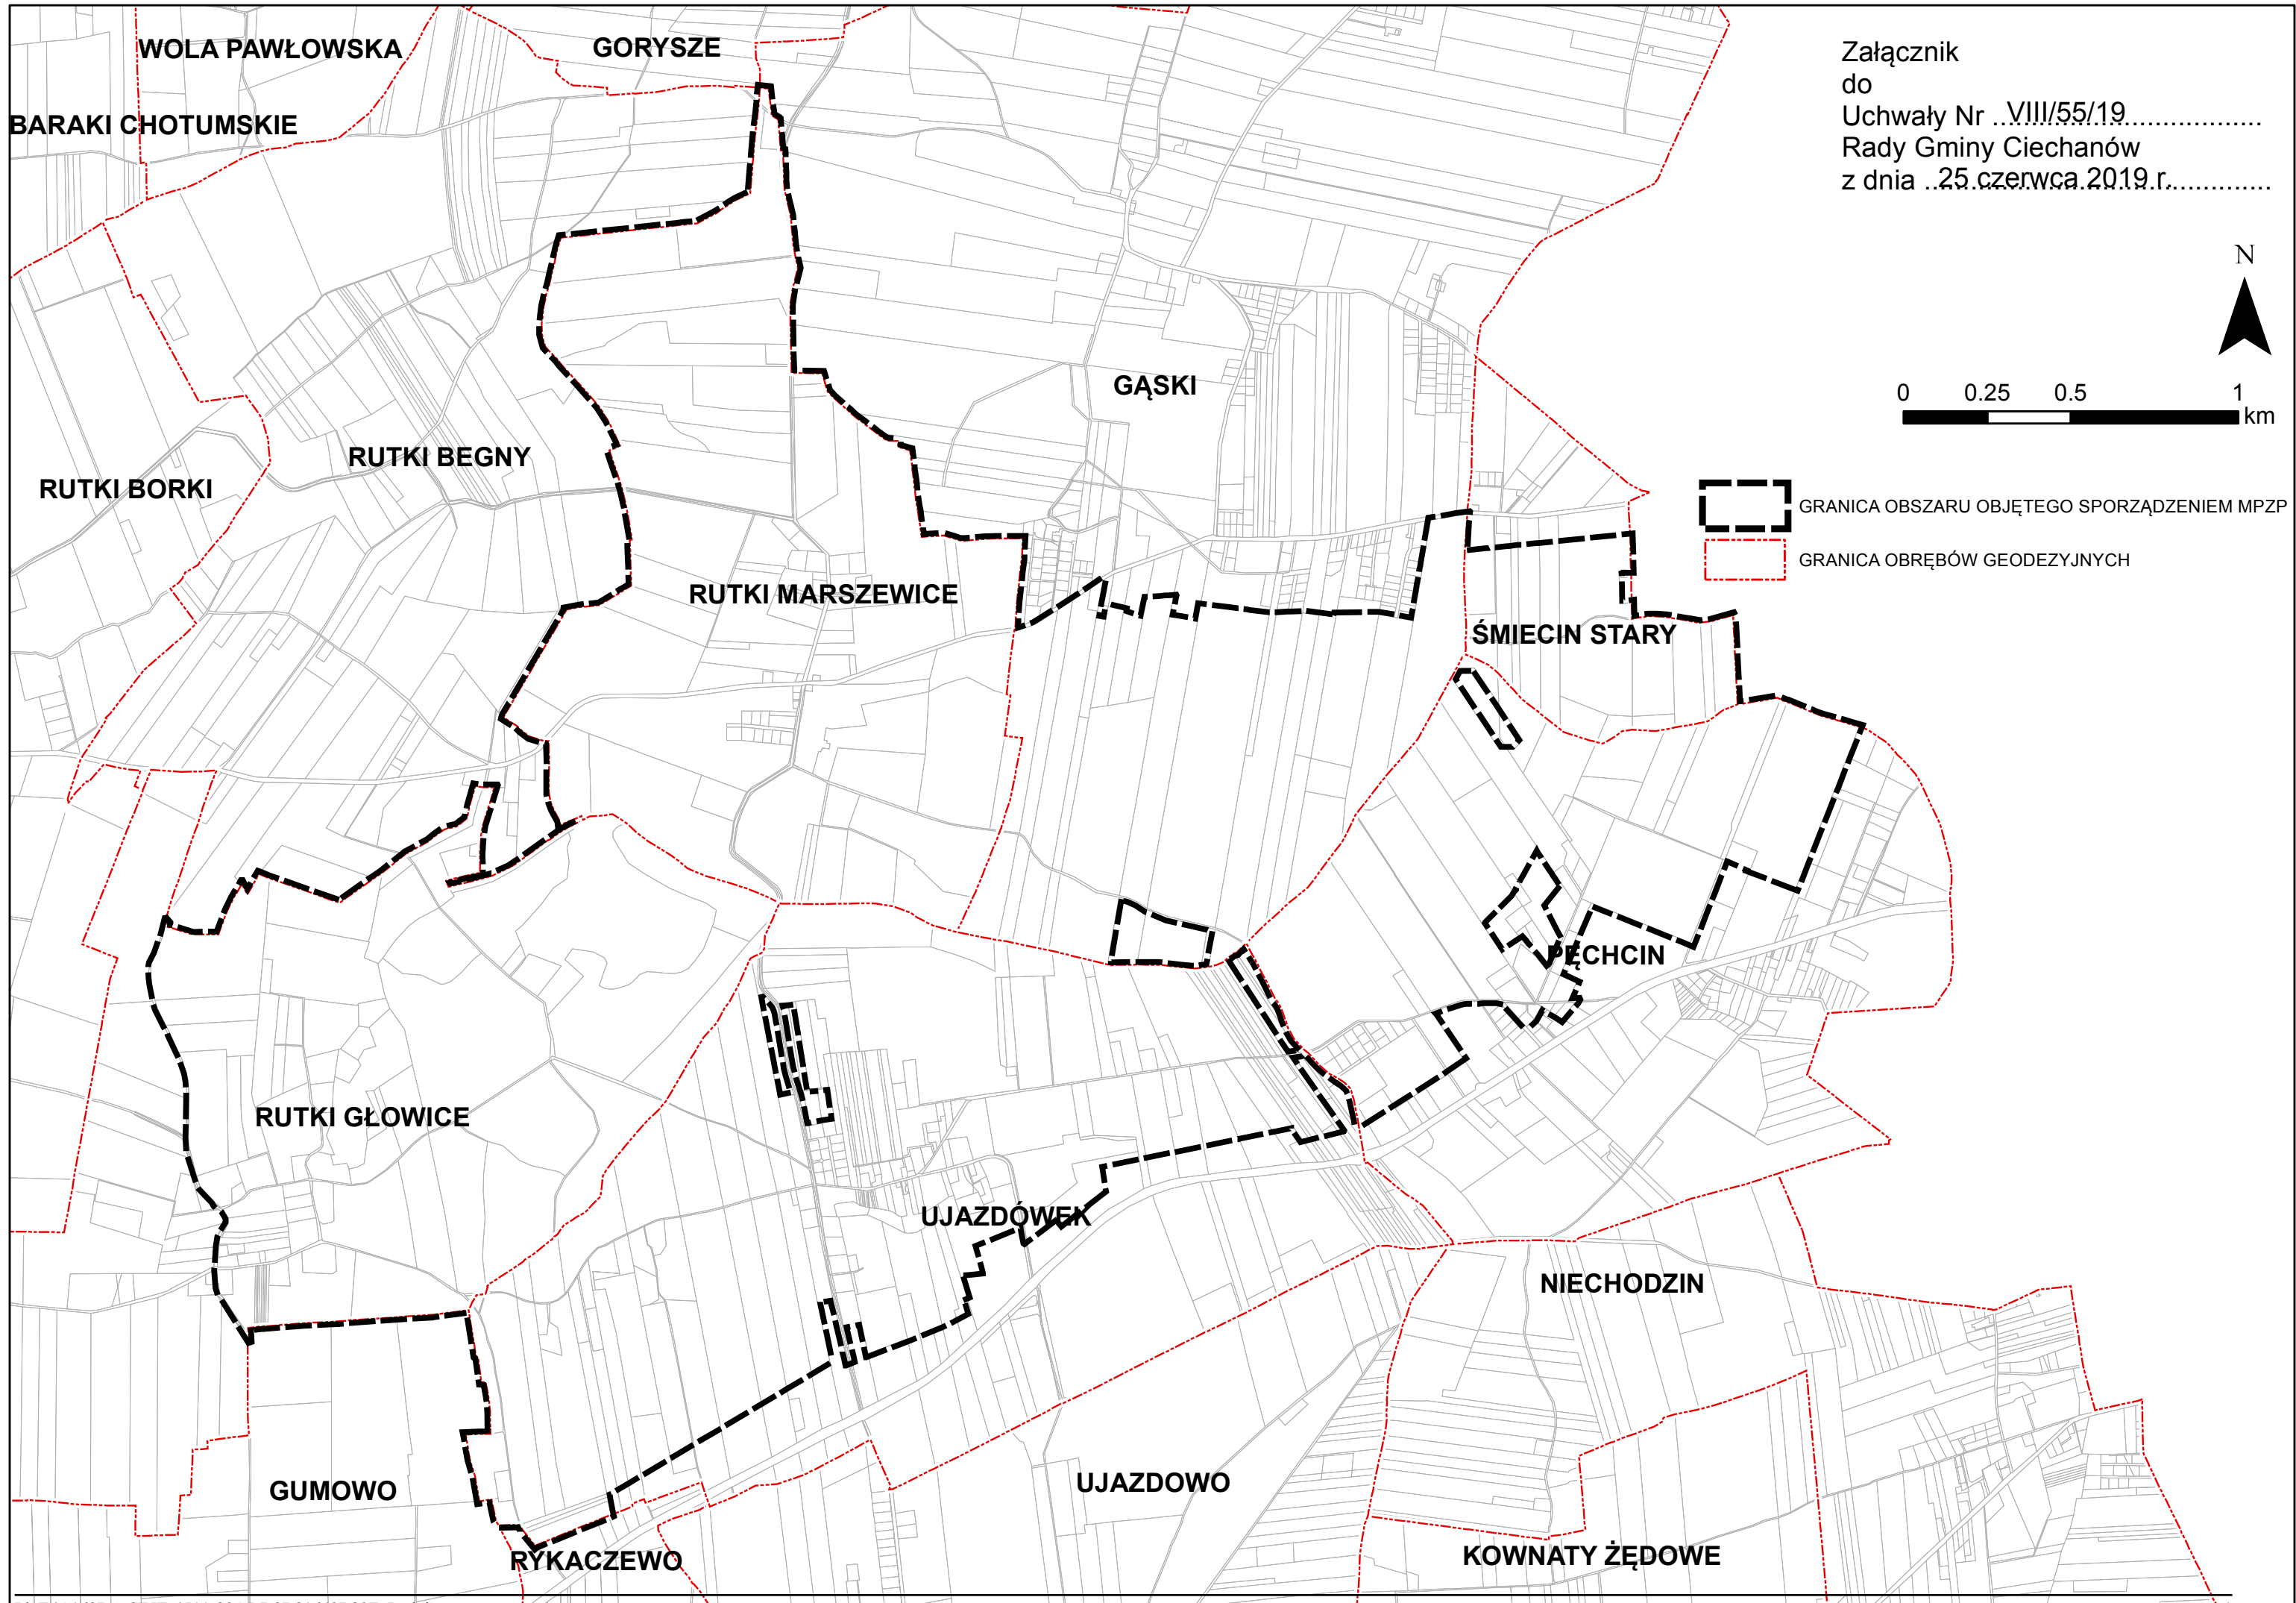 WOLA PAWŁOWSKA
GORYSZE
BARAKI CHOTUMSKIE
Załącznik
do
Uchwały Nr ...VIII/55/19...................
Rady Gminy Ciechanów
z dnia ..25 czerwca 2019 r...............
N
0 0.25 0.5 1
km
GĄSKI
RUTKI BEGNY
RUTKI BORKI
GRANICA OBSZARU OBJĘTEGO SPORZĄDZENIEM MPZP
GRANICA OBRĘBÓW GEODEZYJNYCH
RUTKI MARSZEWICE
ŚMIECIN STARY
PĘCHCIN
RUTKI GŁOWICE
UJAZDÓWEK
NIECHODZIN
GUMOWO
UJAZDOWO
RYKACZEWO
KOWNATY ŻĘDOWE